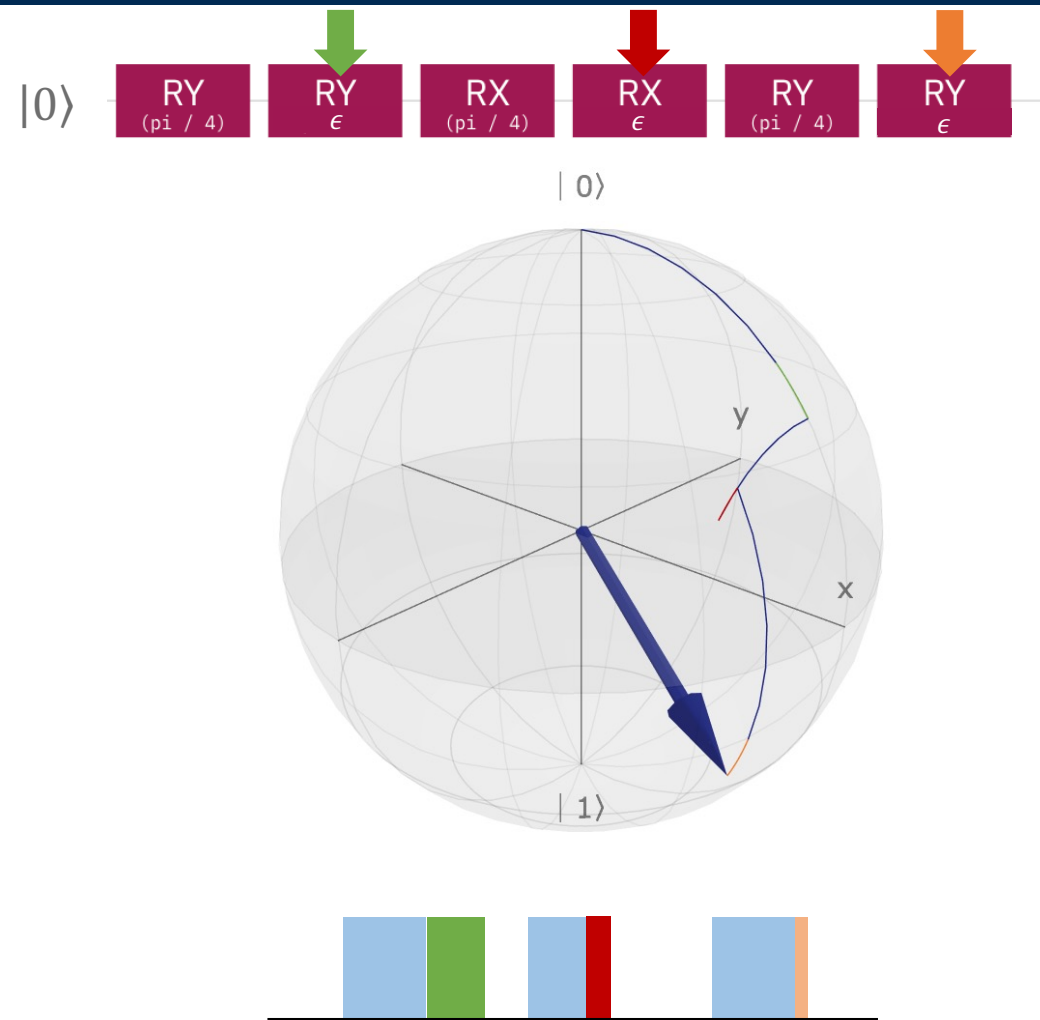 |0⟩ RY RY RX RX RY RY
(pi / 4) ϵ (pi / 4) ϵ (pi / 4) ϵ
| 0⟩
y
x
| 1⟩